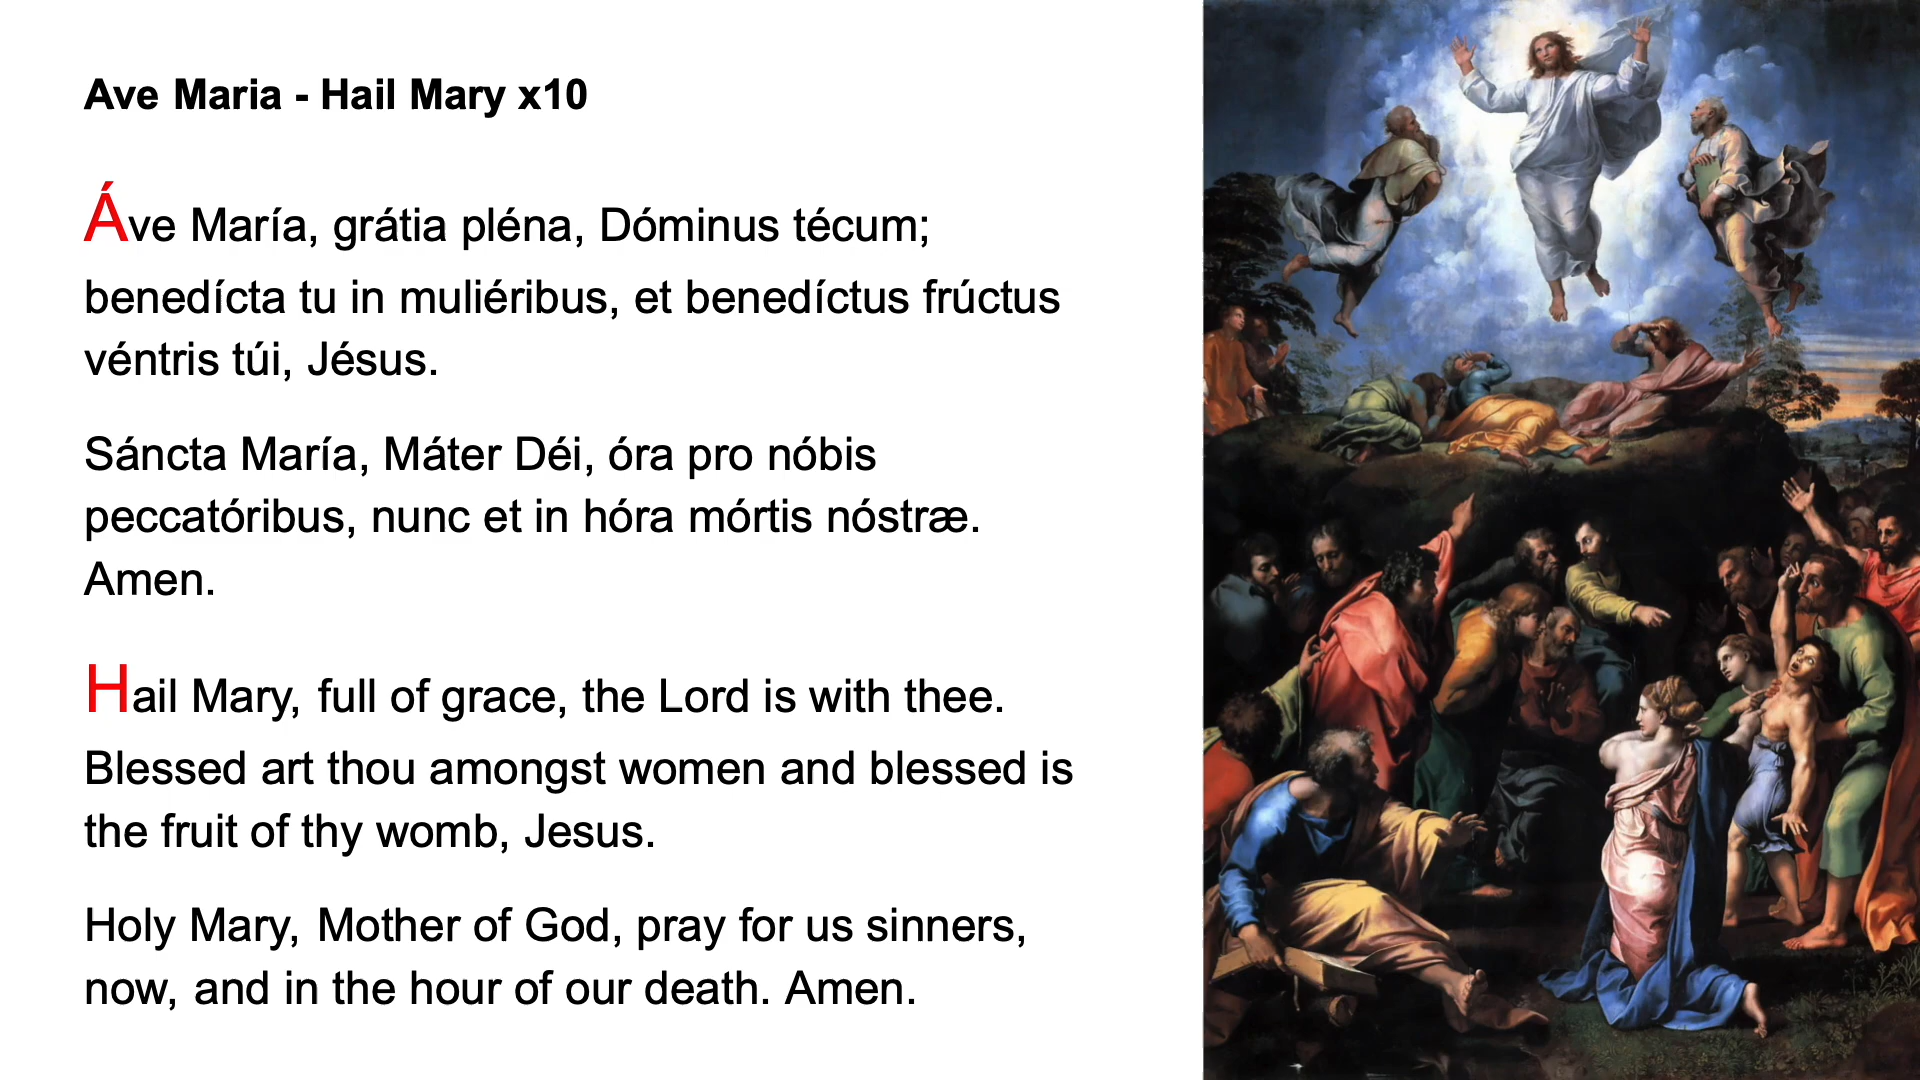 Ave Maria - Hail Mary x10
Áve María, grátia pléna, Dóminus técum;
benedícta tu in muliéribus, et benedíctus frúctus
véntris túi, Jésus.
Sáncta María, Máter Déi, óra pro nóbis
peccatóribus, nunc et in hóra mórtis nóstræ.
Amen.
Hail Mary, full of grace, the Lord is with thee.
Blessed art thou amongst women and blessed is
the fruit of thy womb, Jesus.
Holy Mary, Mother of God, pray for us sinners,
now, and in the hour of our death. Amen.